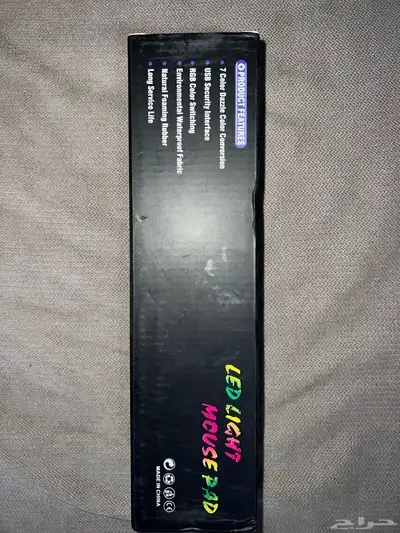 PRODUCT FEATURES
7 Color Dazzle Color Conversion
USB Security Interface
RGB Color Switching
Environmental Waterproof Fabric
Natural Foaming Rubber
Long Service Life
LED LIGHT
MOUSE PAD
MADE IN CHINA
حراج